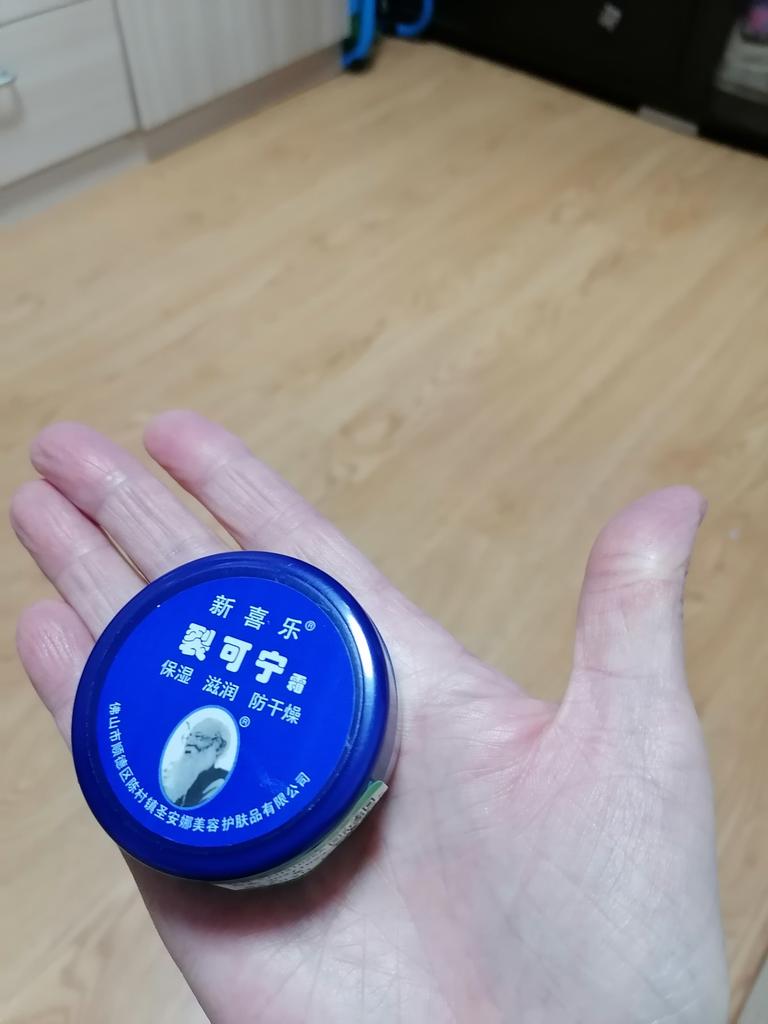 新喜乐®
裂可宁霜
保湿 滋润 防干燥
®
佛山市顺德区陈村镇圣安娜美容护肤品有限公司